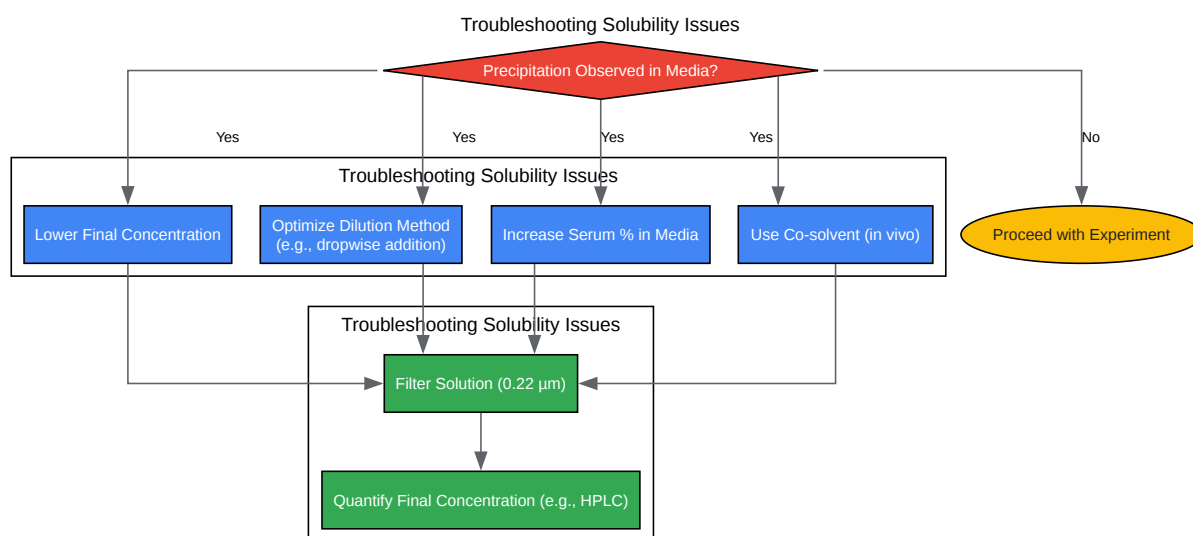 Troubleshooting Solubility Issues
Precipitation Observed in Media?
Yes
Yes
Yes
Yes
No
Troubleshooting Solubility Issues
Lower Final Concentration
Optimize Dilution Method
(e.g., dropwise addition)
Increase Serum % in Media
Use Co-solvent (in vivo)
Proceed with Experiment
Troubleshooting Solubility Issues
Filter Solution (0.22 µm)
Quantify Final Concentration (e.g., HPLC)